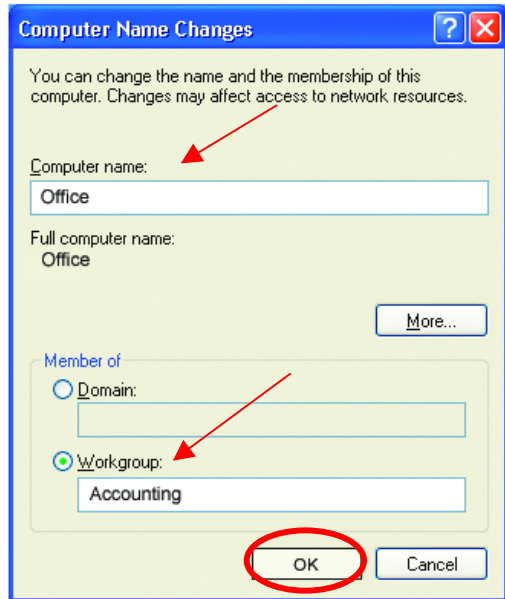 Computer Name Changes
You can change the name and the membership of this
computer. Changes may affect access to network resources.
Computer name:
Office
Full computer name:
Office
More...
Member of
Domain:
Workgroup:
Accounting
OK Cancel